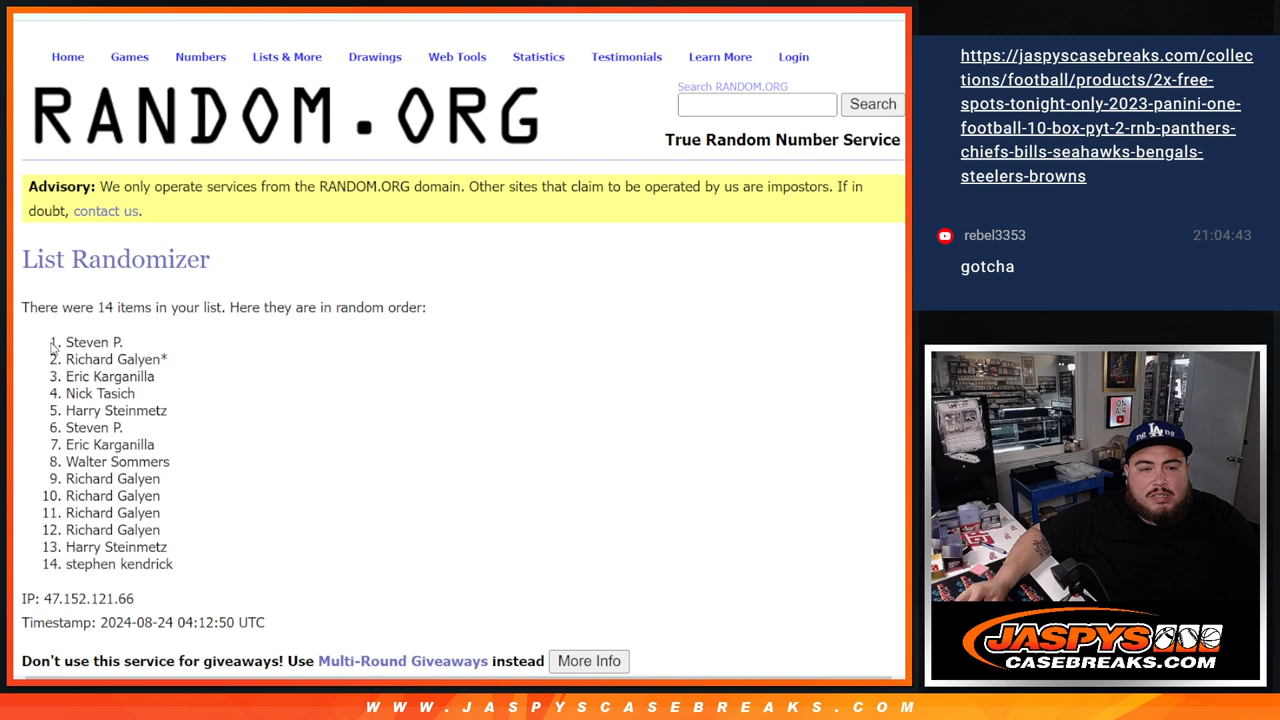 Home Games Numbers Lists & More Drawings Web Tools Statistics Testimonials Learn More Login
RANDOM.ORG
Search RANDOM.ORG
Search
True Random Number Service
Advisory: We only operate services from the RANDOM.ORG domain. Other sites that claim to be operated by us are impostors. If in
doubt, contact us.
List Randomizer
There were 14 items in your list. Here they are in random order:
1. Steven P.
2. Richard Galyen*
3. Eric Karganilla
4. Nick Tasich
5. Harry Steinmetz
6. Steven P.
7. Eric Karganilla
8. Walter Sommers
9. Richard Galyen
10. Richard Galyen
11. Richard Galyen
12. Richard Galyen
13. Harry Steinmetz
14. stephen kendrick
IP: 47.152.121.66
Timestamp: 2024-08-24 04:12:50 UTC
Don't use this service for giveaways! Use Multi-Round Giveaways instead More Info
https://jaspyscasebreaks.com/collec
tions/football/products/2x-free-
spots-tonight-only-2023-panini-one-
football-10-box-pyt-2-rnb-panthers-
chiefs-bills-seahawks-bengals-
steelers-browns
rebel3353 21:04:43
gotcha
ON
AIR
LA
JASPYS
CASEBREAKS.COM
WWW.JASPYSCASEBREAKS.COM